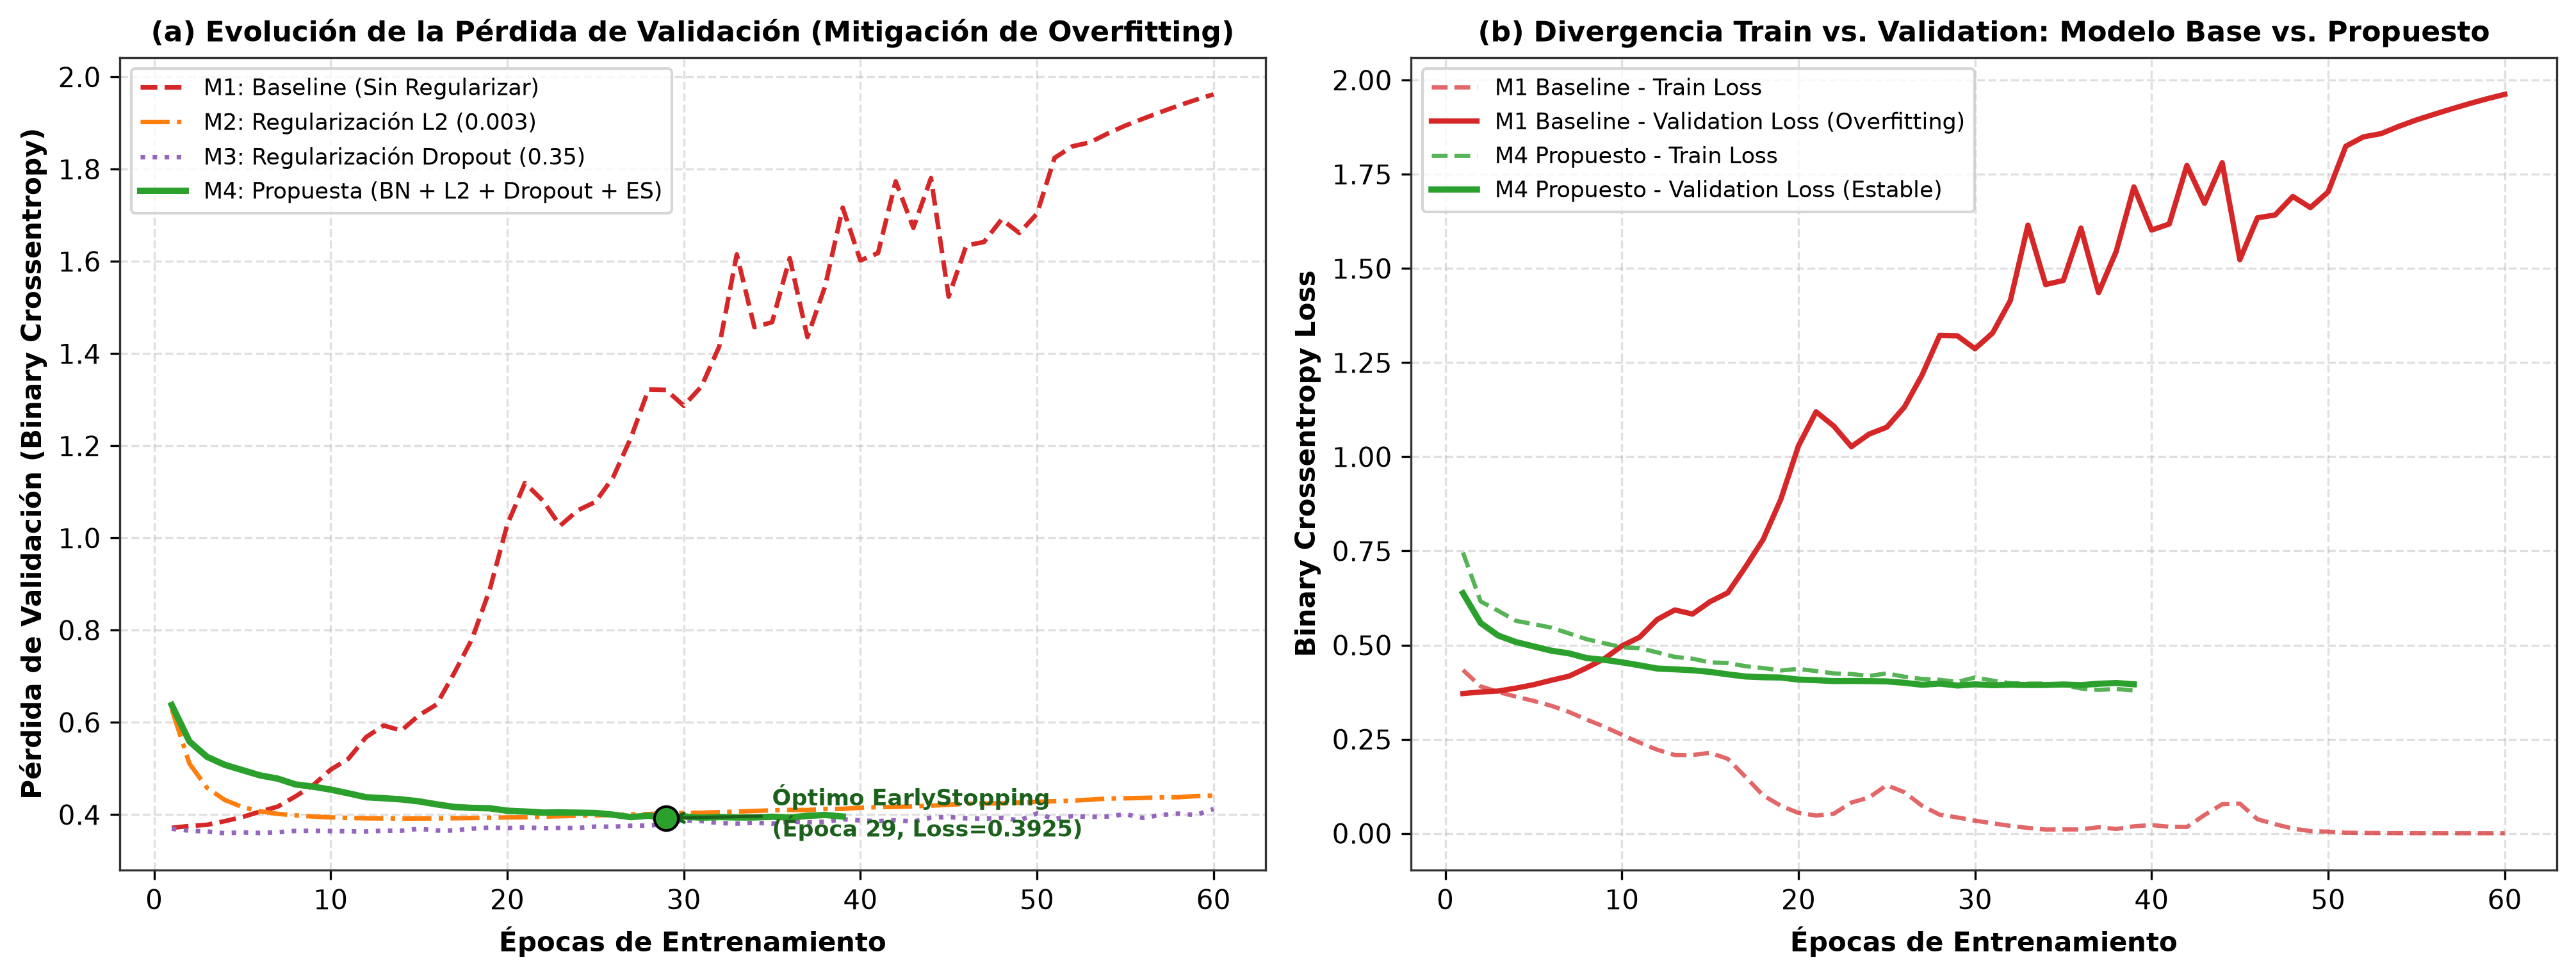 (a) Evolución de la Pérdida de Validación (Mitigación de Overfitting)
Pérdida de Validación (Binary Crossentropy)
2.0
1.8
1.6
1.4
1.2
1.0
0.8
0.6
0.4
M1: Baseline (Sin Regularizar)
M2: Regularización L2 (0.003)
M3: Regularización Dropout (0.35)
M4: Propuesta (BN + L2 + Dropout + ES)
Óptimo EarlyStopping
(Época 29, Loss=0.3925)
0 10 20 30 40 50 60
Épocas de Entrenamiento
(b) Divergencia Train vs. Validation: Modelo Base vs. Propuesto
Binary Crossentropy Loss
2.00
1.75
1.50
1.25
1.00
0.75
0.50
0.25
0.00
M1 Baseline - Train Loss
M1 Baseline - Validation Loss (Overfitting)
M4 Propuesto - Train Loss
M4 Propuesto - Validation Loss (Estable)
0 10 20 30 40 50 60
Épocas de Entrenamiento